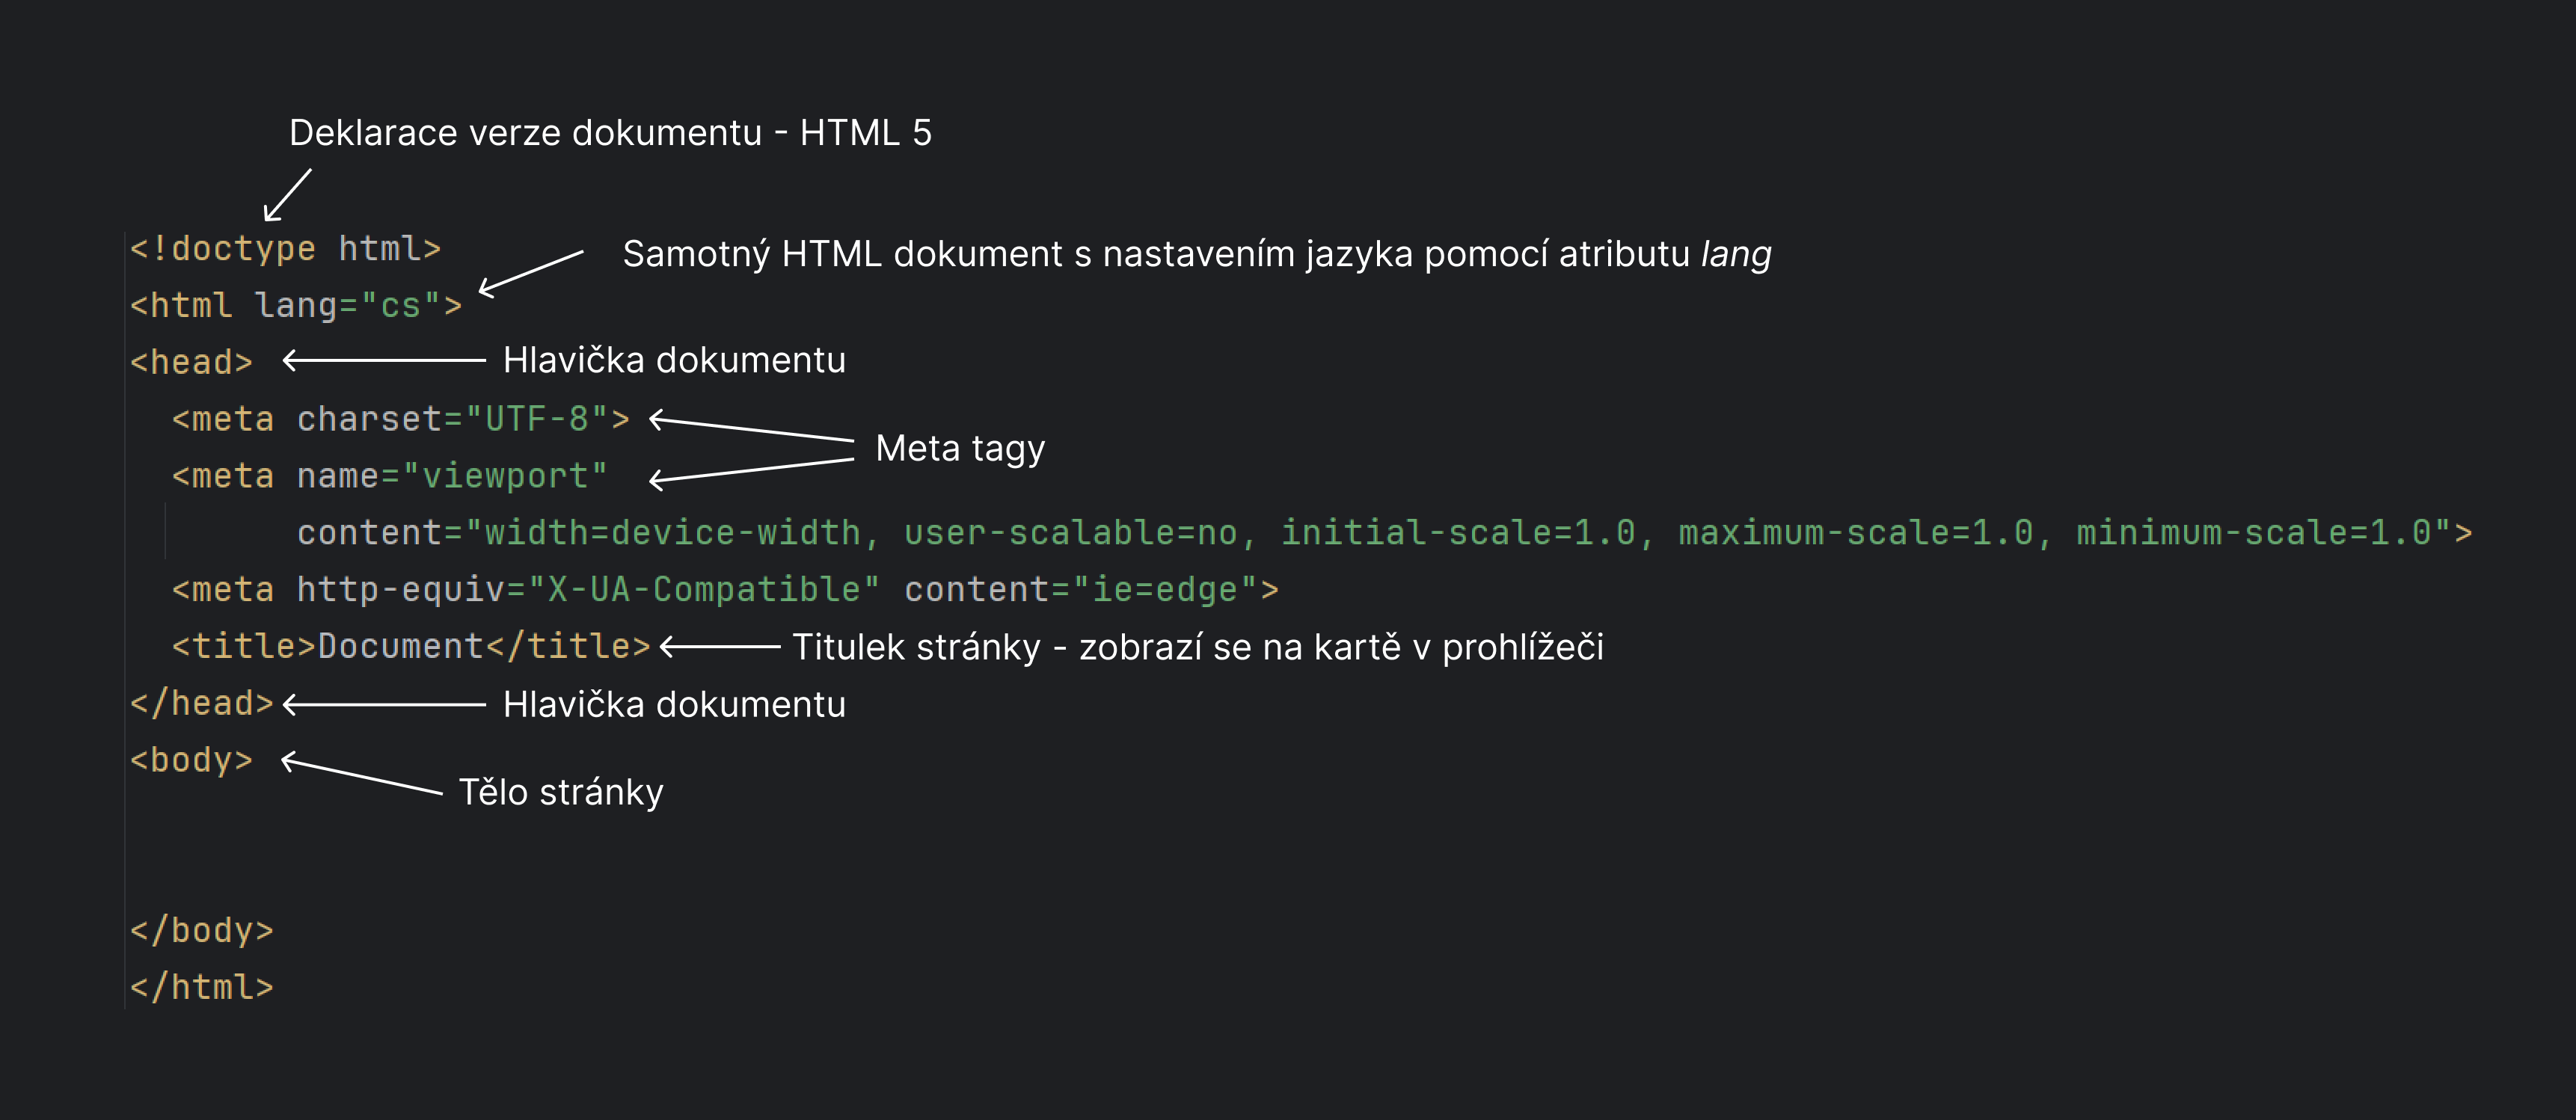 Deklarace verze dokumentu - HTML 5
<!doctype html>
Samotný HTML dokument s nastavením jazyka pomocí atributu lang
<html lang="cs">
<head>
Hlavička dokumentu
<meta charset="UTF-8">
Meta tagy
<meta name="viewport"
content="width=device-width, user-scalable=no, initial-scale=1.0, maximum-scale=1.0, minimum-scale=1.0">
<meta http-equiv="X-UA-Compatible" content="ie=edge">
<title>Document</title>
Titulek stránky - zobrazí se na kartě v prohlížeči
</head>
Hlavička dokumentu
<body>
Tělo stránky
</body>
</html>